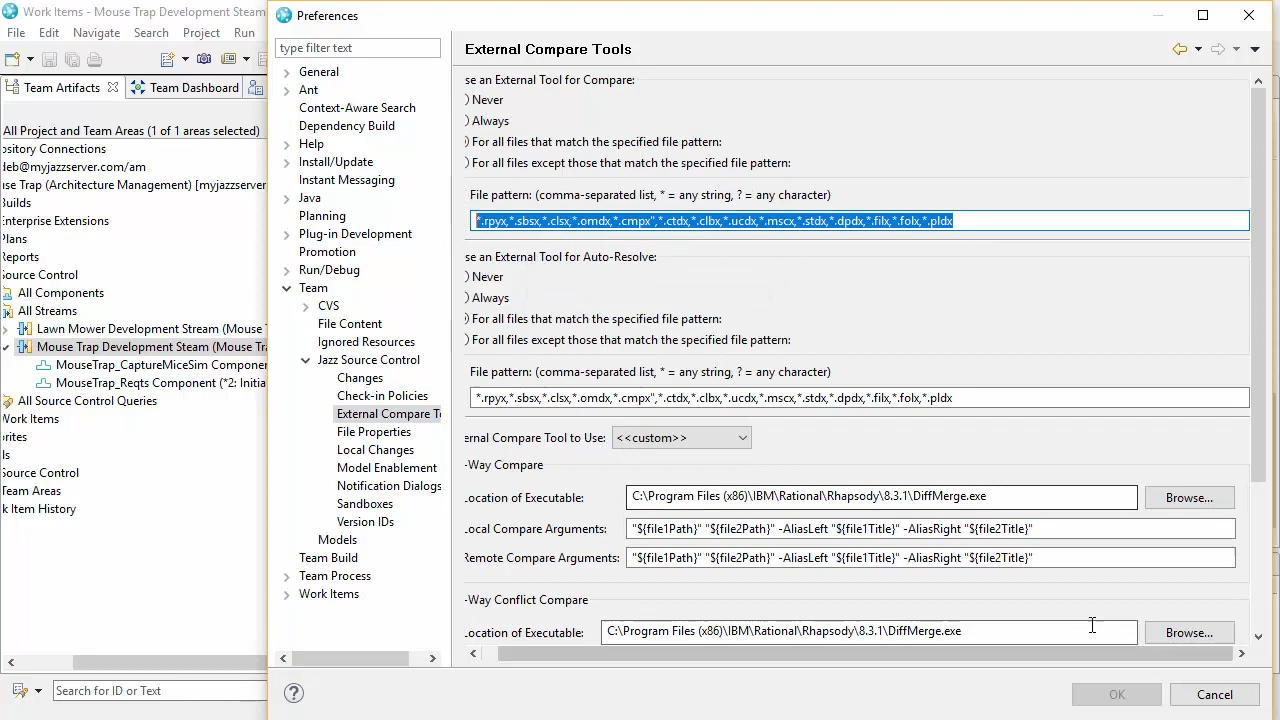 Work Items - Mouse Trap Development Steam
File Edit Navigate Search Project Run
Team Artifacts
Team Dashboard
All Project and Team Areas (1 of 1 areas selected)
ository Connections
deb@myjazzserver.com/am
use Trap (Architecture Management) [myjazzserver
Builds
Enterprise Extensions
Plans
Reports
Source Control
All Components
All Streams
Lawn Mower Development Stream (Mouse T
Mouse Trap Development Steam (Mouse Tra
MouseTrap_CaptureMiceSim Compone
MouseTrap_Reqts Component (*2: Initia
All Source Control Queries
Work Items
orites
ds
Source Control
Team Areas
k Item History
Search for ID or Text
Preferences
type filter text
General
Ant
Context-Aware Search
Dependency Build
Help
Install/Update
Instant Messaging
Java
Planning
Plug-in Development
Promotion
Run/Debug
Team
CVS
File Content
Ignored Resources
Jazz Source Control
Changes
Check-in Policies
External Compare T
File Properties
Local Changes
Model Enablement
Notification Dialogs
Sandboxes
Version IDs
Models
Team Build
Team Process
Work Items
External Compare Tools
se an External Tool for Compare:
Never
Always
For all files that match the specified file pattern:
For all files except those that match the specified file pattern:
File pattern: (comma-separated list, * = any string, ? = any character)
*.rpyx,*.sbsx,*.clsx,*.omdx,*.cmpx",*.ctdx,*.clbx,*.ucdx,*.mscx,*.stdx,*.dpdx,*.filx,*.folx,*.pldx
se an External Tool for Auto-Resolve:
Never
Always
For all files that match the specified file pattern:
For all files except those that match the specified file pattern:
File pattern: (comma-separated list, * = any string, ? = any character)
*.rpyx,*.sbsx,*.clsx,*.omdx,*.cmpx",*.ctdx,*.clbx,*.ucdx,*.mscx,*.stdx,*.dpdx,*.filx,*.folx,*.pldx
ernal Compare Tool to Use: <<custom>>
-Way Compare
Location of Executable: C:\Program Files (x86)\IBM\Rational\Rhapsody\8.3.1\DiffMerge.exe Browse...
Local Compare Arguments: "${file1Path}" "${file2Path}" -AliasLeft "${file1Title}" -AliasRight "${file2Title}"
Remote Compare Arguments: "${file1Path}" "${file2Path}" -AliasLeft "${file1Title}" -AliasRight "${file2Title}"
-Way Conflict Compare
Location of Executable: C:\Program Files (x86)\IBM\Rational\Rhapsody\8.3.1\DiffMerge.exe Browse...
OK Cancel